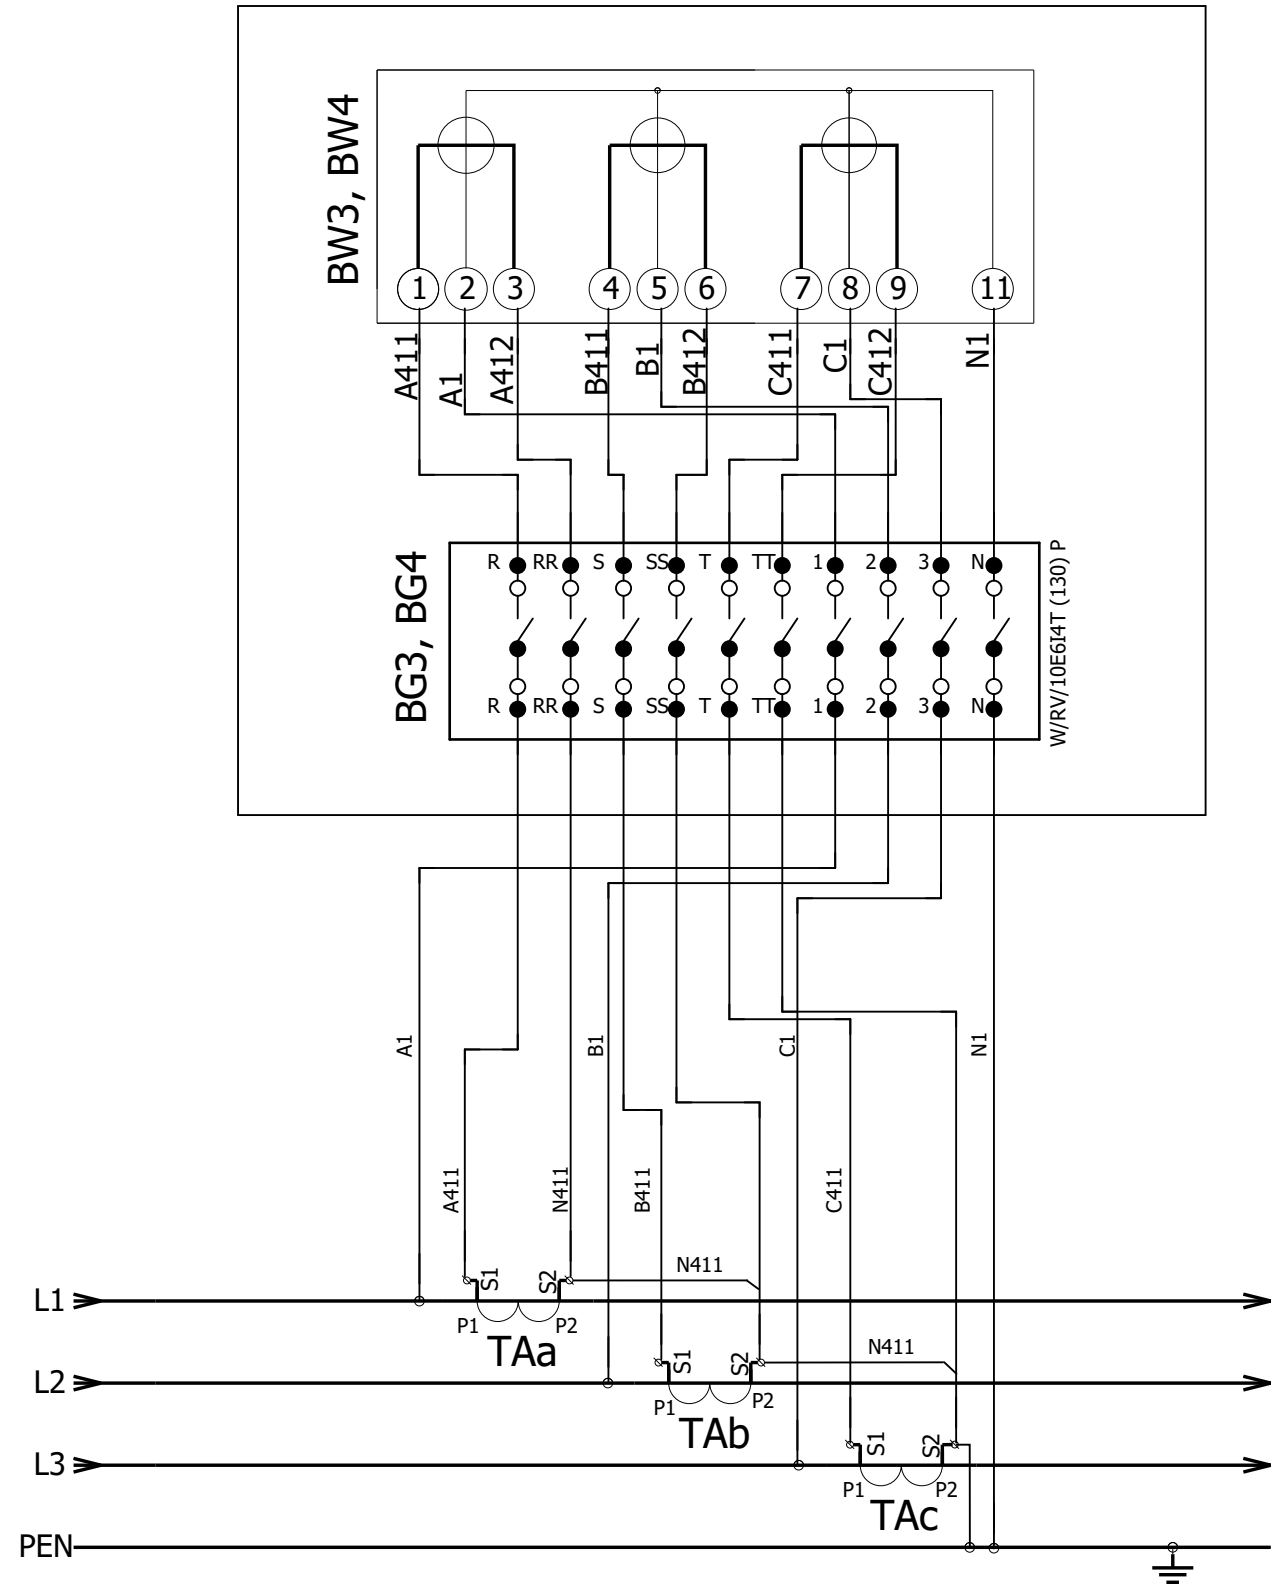 BW3, BW4
1 2 3 4 5 6 7 8 9 11
A411 A1 A412 B411 B1 B412 C411 C1 C412 N1
BG3, BG4
R RR S SS T TT 1 2 3 N
R RR S SS T TT 1 2 3 N
W/RV/10E6I4T (130) P
A1 B1 C1 N1
A411 N411 B411 C411
N411
S1 S2
L1
P1 P2
TAa
N411
S1 S2
L2
P1 P2
TAb
S1 S2
L3
P1 P2
TAc
PEN